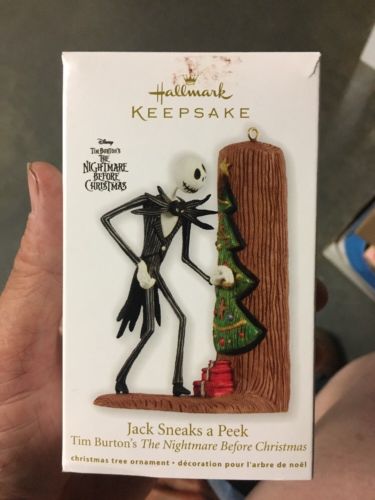 Hallmark
KEEPSAKE
Disney
TIM BURTON'S
THE
NIGHTMARE
BEFORE
CHRISTMAS
Jack Sneaks a Peek
Tim Burton's The Nightmare Before Christmas
christmas tree ornament • décoration pour l'arbre de noël